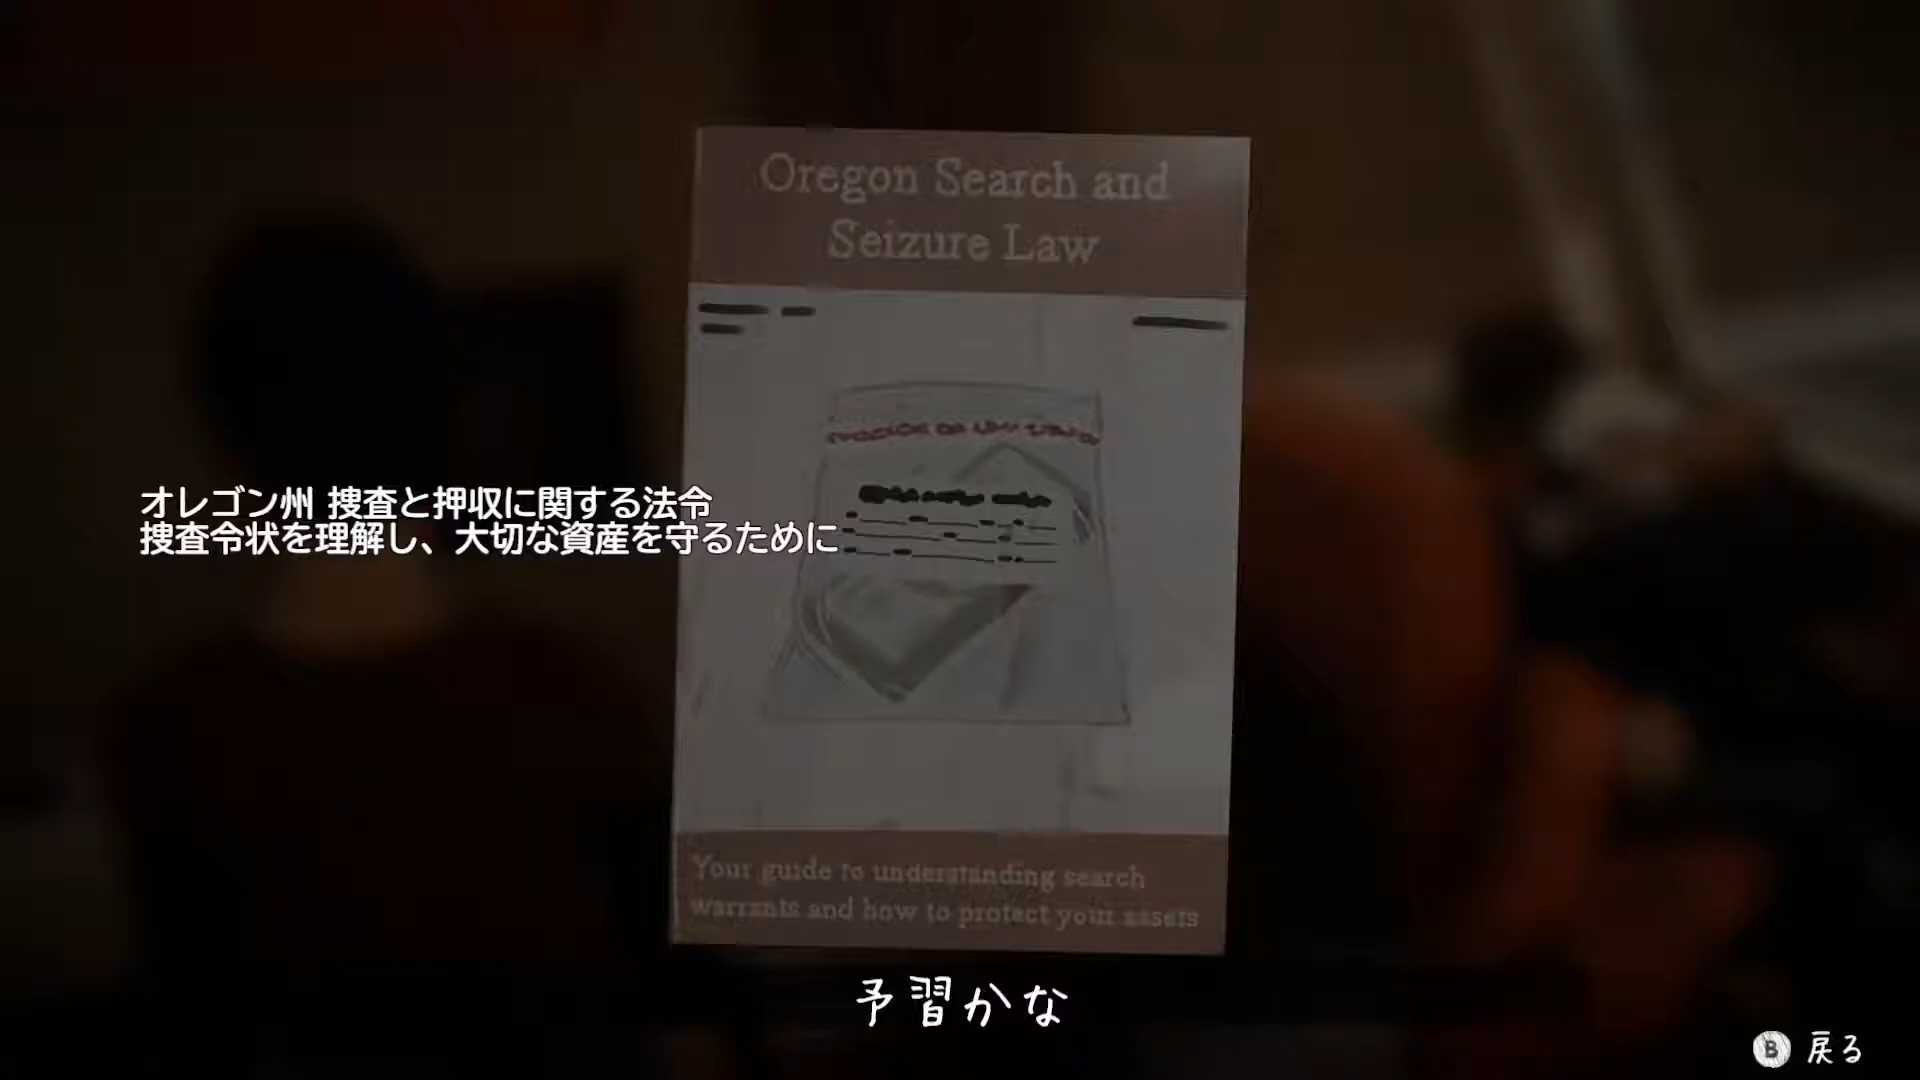 Oregon Search and
Seizure Law
オレゴン州 捜査と押収に関する法令
捜査令状を理解し、大切な資産を守るために
Your guide to understanding search
warrants and how to protect your assets
予習かな
B 戻る